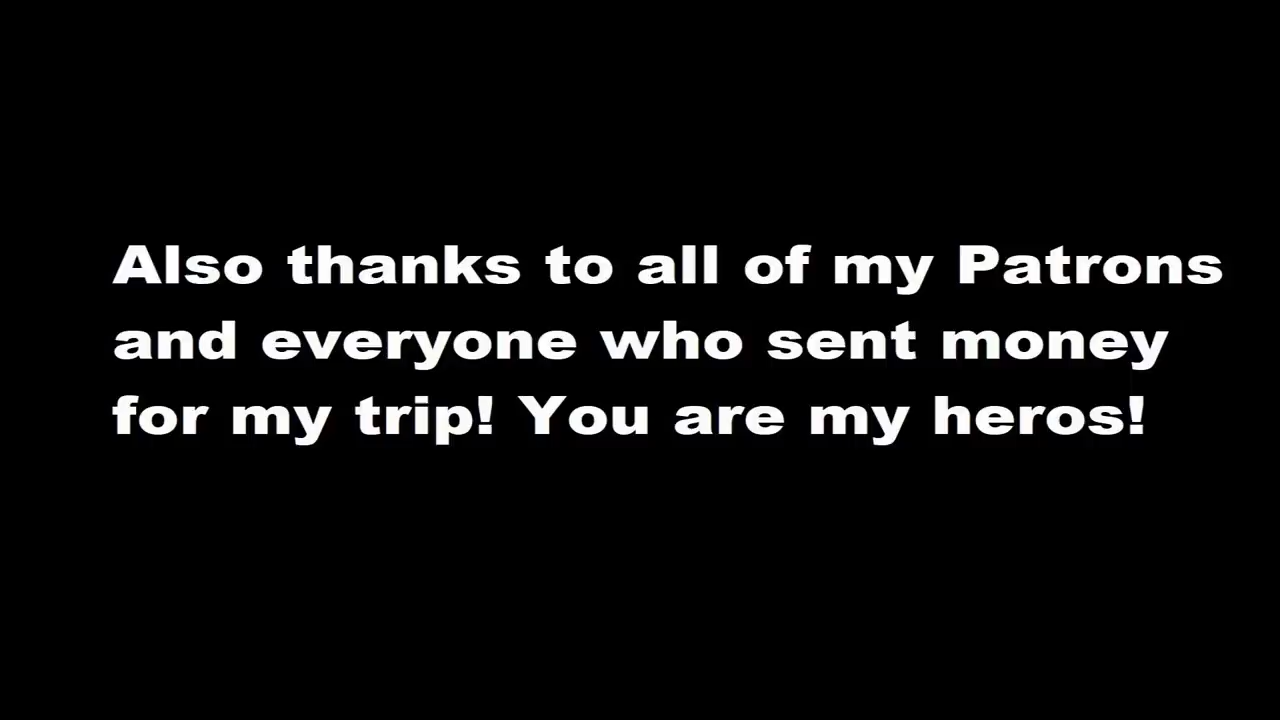 Also thanks to all of my Patrons
and everyone who sent money
for my trip! You are my heros!